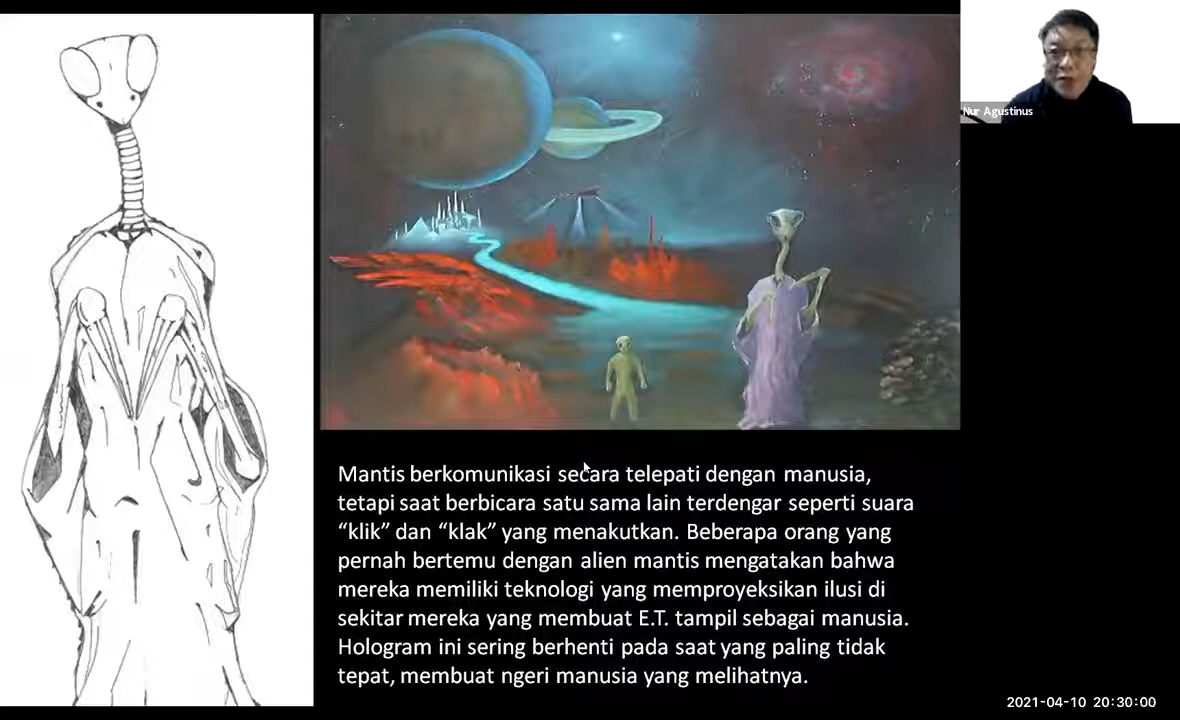 Nur Agustinus
Mantis berkomunikasi secara telepati dengan manusia,
tetapi saat berbicara satu sama lain terdengar seperti suara
“klik” dan “klak” yang menakutkan. Beberapa orang yang
pernah bertemu dengan alien mantis mengatakan bahwa
mereka memiliki teknologi yang memproyeksikan ilusi di
sekitar mereka yang membuat E.T. tampil sebagai manusia.
Hologram ini sering berhenti pada saat yang paling tidak
tepat, membuat ngeri manusia yang melihatnya.
2021-04-10 20:30:00